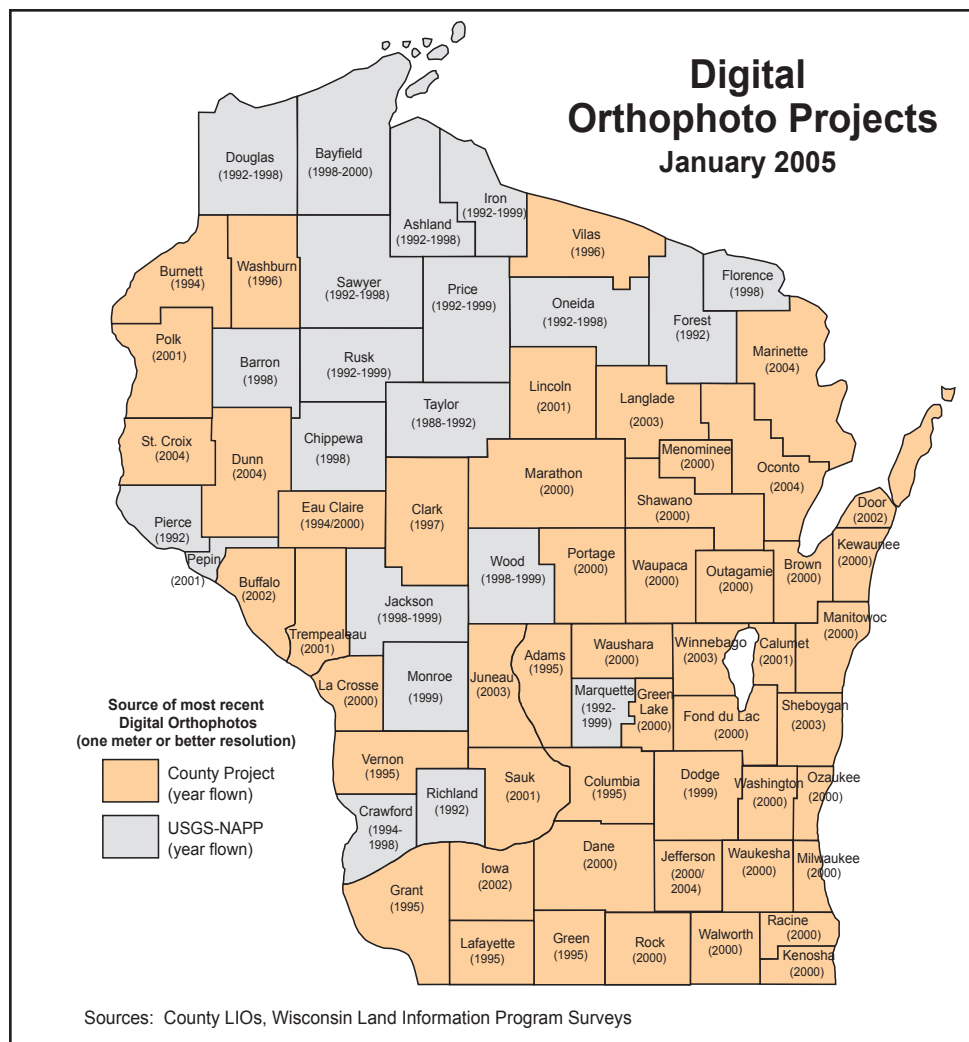 Digital
Orthophoto Projects
January 2005
Douglas
(1992-1998)
Bayfield
(1998-2000)
Ashland
(1992-1998)
Iron
(1992-1999)
Vilas
(1996)
Burnett
(1994)
Washburn
(1996)
Sawyer
(1992-1998)
Price
(1992-1999)
Oneida
(1992-1998)
Florence
(1998)
Forest
(1992)
Polk
(2001)
Barron
(1998)
Rusk
(1992-1999)
Marinette
(2004)
Lincoln
(2001)
Langlade
(2003)
Taylor
(1988-1992)
Chippewa
(1998)
St. Croix
(2004)
Dunn
(2004)
Marathon
(2000)
Menominee
(2000)
Oconto
(2004)
Shawano
(2000)
Eau Claire
(1994/2000)
Clark
(1997)
Door
(2002)
Pierce
(1992)
Pepin
(2001)
Wood
(1998-1999)
Portage
(2000)
Waupaca
(2000)
Outagamie
(2000)
Brown
(2000)
Kewaunee
(2000)
Buffalo
(2002)
Jackson
(1998-1999)
Trempealeau
(2001)
Manitowoc
(2000)
Adams
(1995)
Waushara
(2000)
Winnebago
(2003)
Calumet
(2001)
La Crosse
(2000)
Monroe
(1999)
Juneau
(2003)
Marquette
(1992-
1999)
Green
Lake
(2000)
Fond du Lac
(2000)
Sheboygan
(2003)
Source of most recent
Digital Orthophotos
(one meter or better resolution)
County Project
(year flown)
USGS-NAPP
(year flown)
Vernon
(1995)
Richland
(1992)
Sauk
(2001)
Columbia
(1995)
Dodge
(1999)
Washington
(2000)
Ozaukee
(2000)
Crawford
(1994-
1998)
Dane
(2000)
Jefferson
(2000/
2004)
Waukesha
(2000)
Milwaukee
(2000)
Grant
(1995)
Iowa
(2002)
Lafayette
(1995)
Green
(1995)
Rock
(2000)
Walworth
(2000)
Racine
(2000)
Kenosha
(2000)
Sources: County LIOs, Wisconsin Land Information Program Surveys